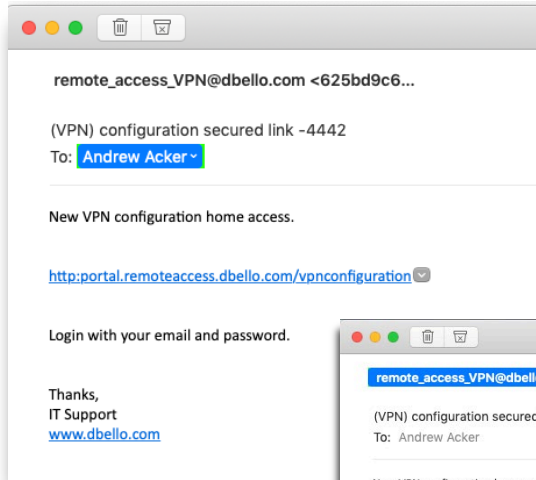 remote_access_VPN@dbello.com <625bd9c6...
(VPN) configuration secured link -4442
To: Andrew Acker
New VPN configuration home access.
http:portal.remoteaccess.dbello.com/vpnconfiguration
Login with your email and password.
Thanks,
IT Support
www.dbello.com
remote_access_VPN@dbell
(VPN) configuration secured
To: Andrew Acker